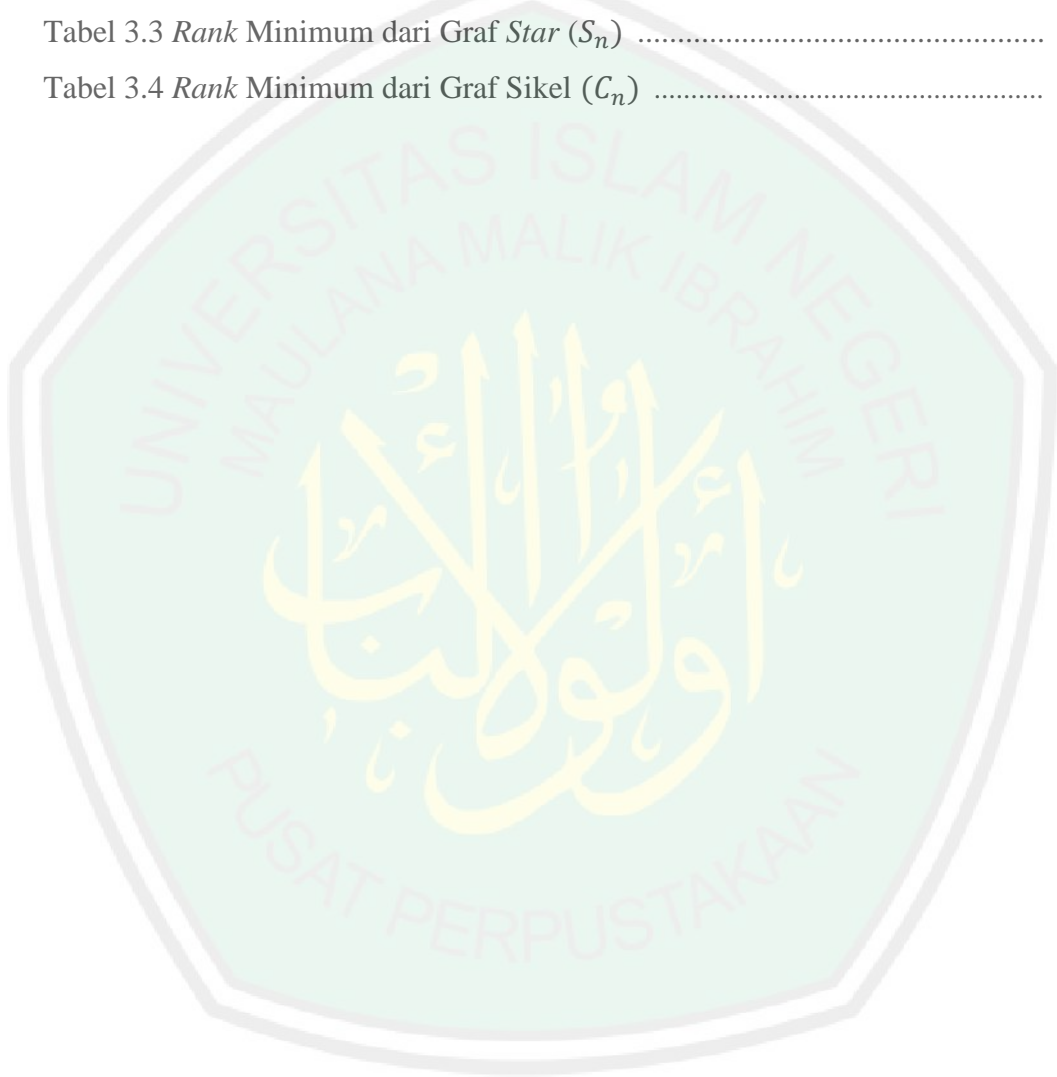 Tabel 3.3 Rank Minimum dari Graf Star (𝑆𝑛) ....................................................
Tabel 3.4 Rank Minimum dari Graf Sikel (𝐶𝑛) ..................................................
UNIVERSITAS ISLAM NEGERI
MAULANA MALIK IBRAHIM
PUSAT PERPUSTAKAAN